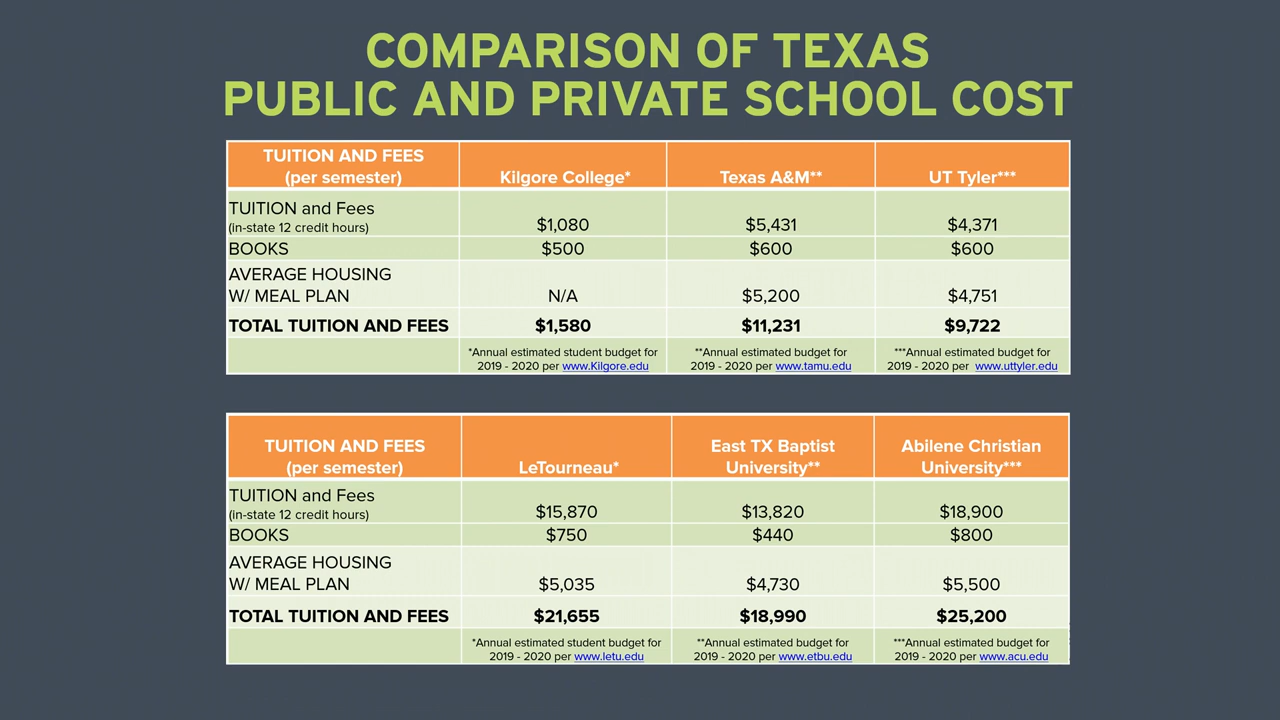 COMPARISON OF TEXAS
PUBLIC AND PRIVATE SCHOOL COST
TUITION AND FEES
(per semester) Kilgore College* Texas A&M** UT Tyler***
TUITION and Fees
(in-state 12 credit hours) $1,080 $5,431 $4,371
BOOKS $500 $600 $600
AVERAGE HOUSING
W/ MEAL PLAN N/A $5,200 $4,751
TOTAL TUITION AND FEES $1,580 $11,231 $9,722
*Annual estimated student budget for **Annual estimated budget for ***Annual estimated budget for
2019 - 2020 per www.Kilgore.edu 2019 - 2020 per www.tamu.edu 2019 - 2020 per www.uttyler.edu
TUITION AND FEES East TX Baptist Abilene Christian
(per semester) LeTourneau* University** University***
TUITION and Fees
(in-state 12 credit hours) $15,870 $13,820 $18,900
BOOKS $750 $440 $800
AVERAGE HOUSING
W/ MEAL PLAN $5,035 $4,730 $5,500
TOTAL TUITION AND FEES $21,655 $18,990 $25,200
*Annual estimated student budget for **Annual estimated budget for ***Annual estimated budget for
2019 - 2020 per www.letu.edu 2019 - 2020 per www.etbu.edu 2019 - 2020 per www.acu.edu